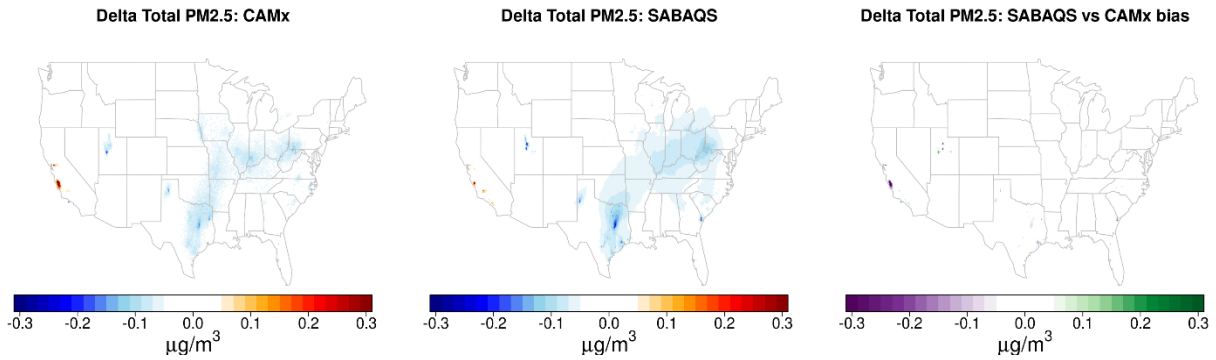 Delta Total PM2.5: CAMx
Delta Total PM2.5: SABAQS
Delta Total PM2.5: SABAQS vs CAMx bias
-0.3 -0.2 -0.1 0.0 0.1 0.2 0.3
μg/m³
-0.3 -0.2 -0.1 0.0 0.1 0.2 0.3
μg/m³
-0.3 -0.2 -0.1 0.0 0.1 0.2 0.3
μg/m³